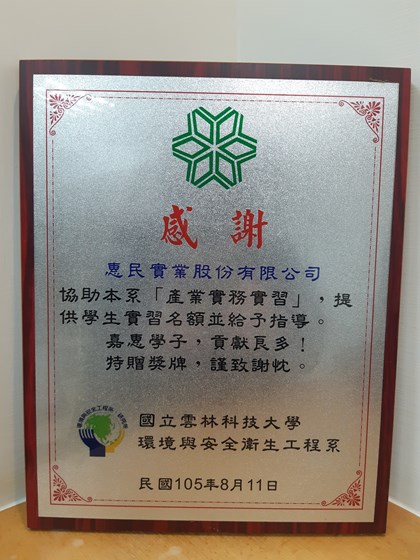 感謝
惠民實業股份有限公司
協助本系「產業實務實習」，提
供學生實習名額並給予指導。
嘉惠學子，貢獻良多！
特贈獎牌，謹致謝忱。
國立雲林科技大學
環境與安全衛生工程系
民國105年8月11日